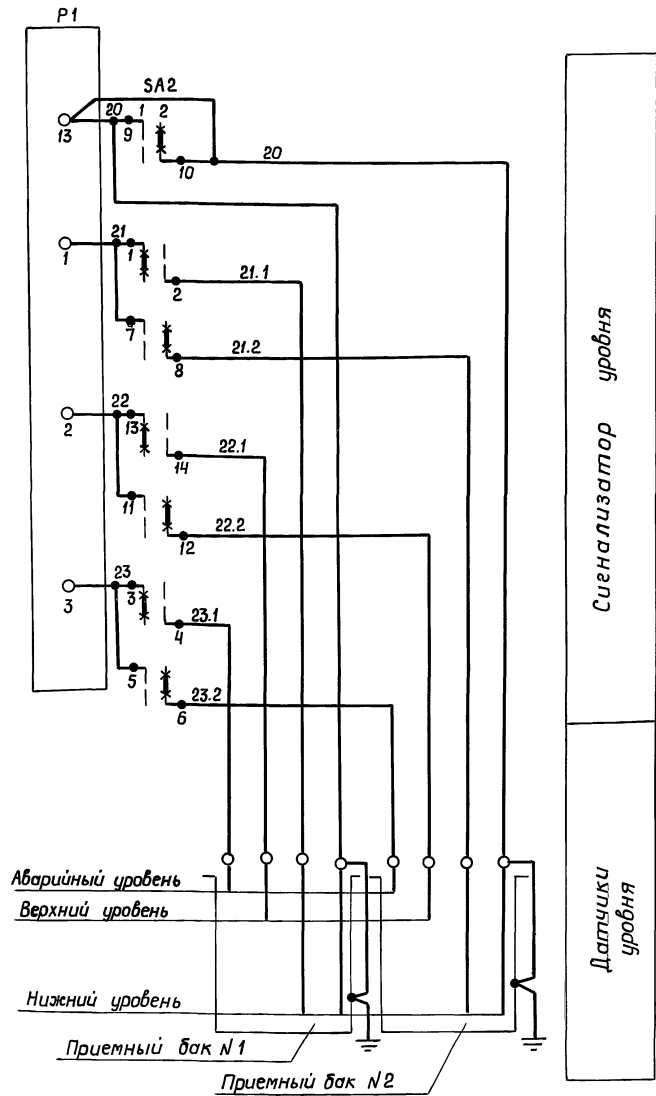 P1
SA2
20 1 2
13 9
10 20
21
1 1
2 21.1
7
8 21.2
22
2 13
14 22.1
11
12 22.2
23
3 3
4 23.1
5
6 23.2
Сигнализатор уровня
Датчики
уровня
Аварийный уровень
Верхний уровень
Нижний уровень
Приемный бак N1
Приемный бак N2